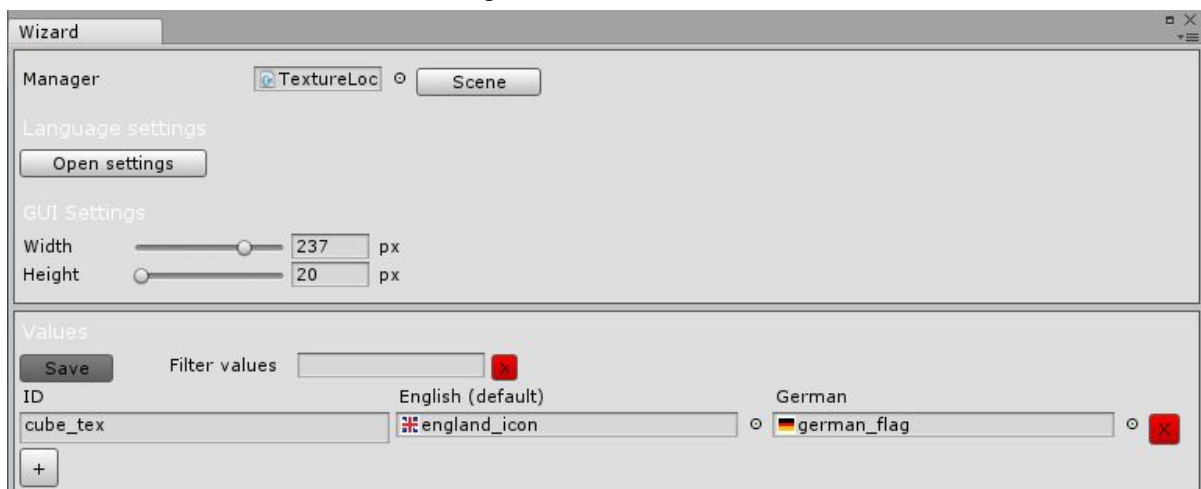 Wizard
Manager TextureLoc Scene
Language settings
Open settings
GUI Settings
Width 237 px
Height 20 px
Values
Save Filter values X
ID English (default) German
cube_tex england_icon german_flag X
+